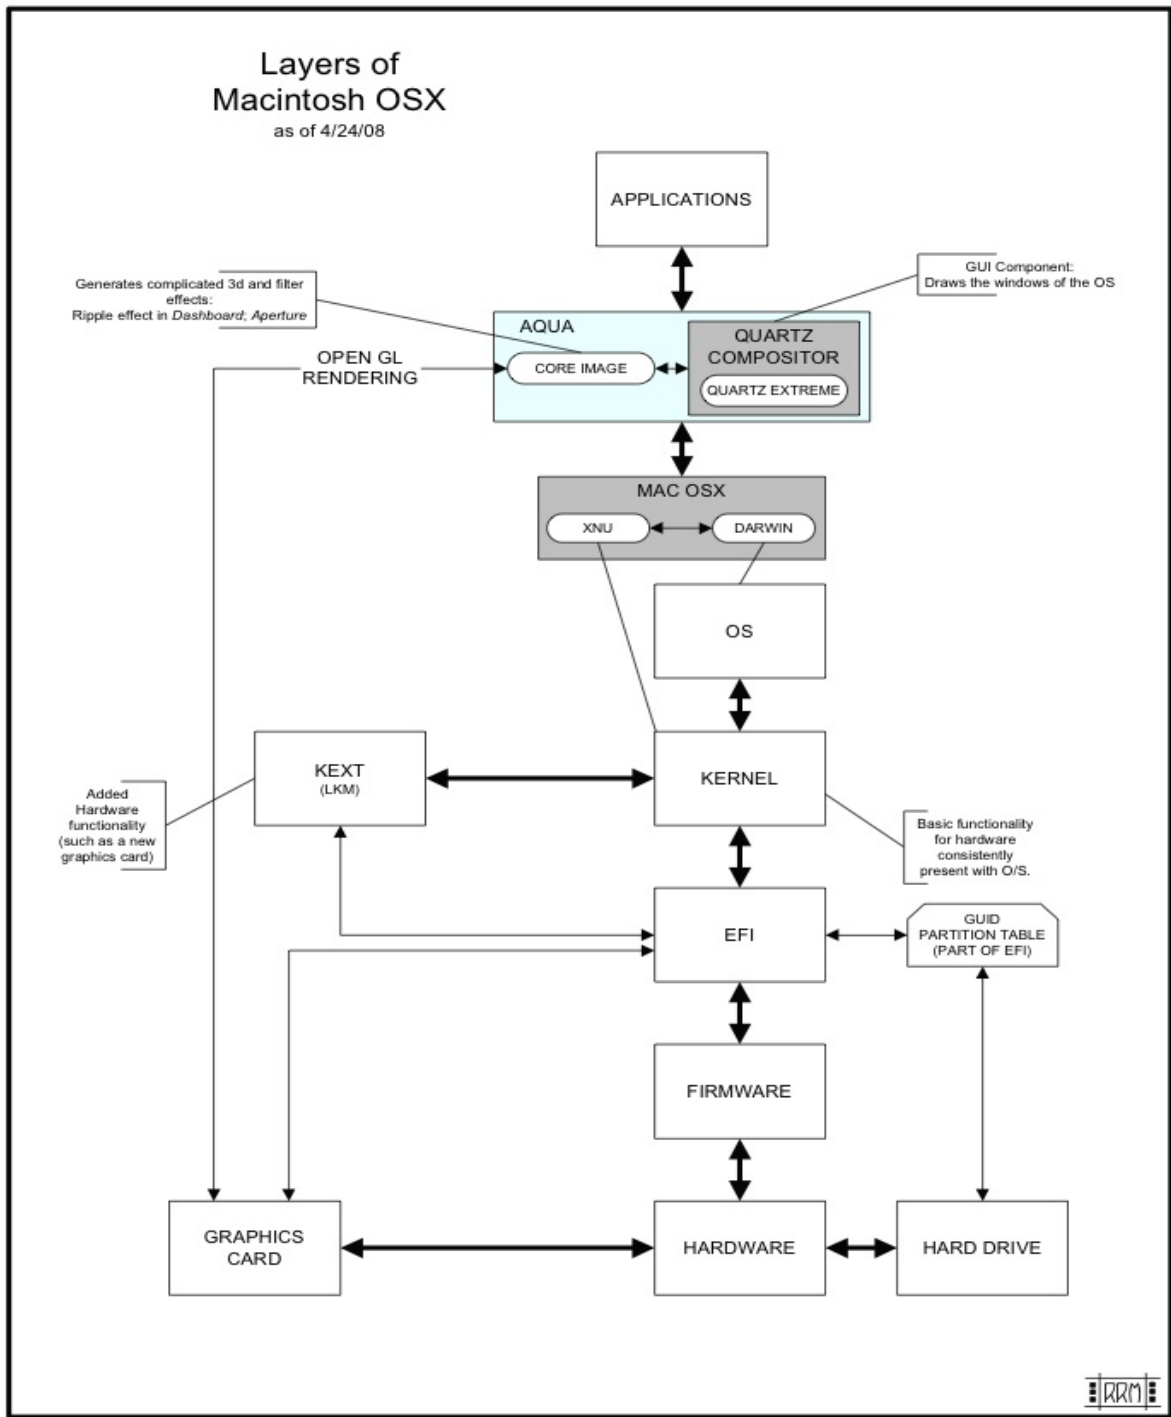 Layers of
Macintosh OSX
as of 4/24/08
APPLICATIONS
Generates complicated 3d and filter
effects:
Ripple effect in Dashboard; Aperture
GUI Component:
Draws the windows of the OS
AQUA
QUARTZ
COMPOSITOR
OPEN GL
RENDERING
CORE IMAGE
QUARTZ EXTREME
MAC OSX
XNU
DARWIN
OS
KEXT
(LKM)
KERNEL
Added
Hardware
functionality
(such as a new
graphics card)
Basic functionality
for hardware
consistently
present with O/S.
EFI
GUID
PARTITION TABLE
(PART OF EFI)
FIRMWARE
GRAPHICS
CARD
HARDWARE
HARD DRIVE
RRM